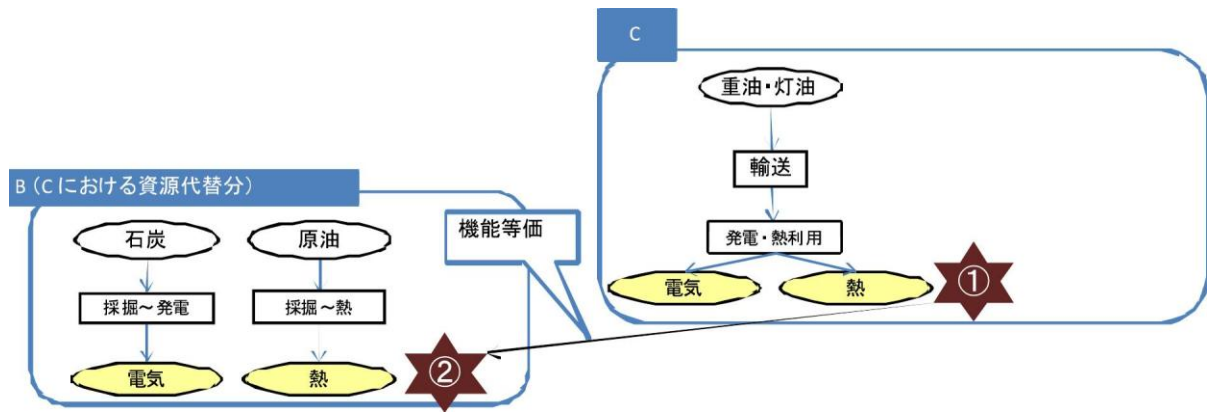 C
重油・灯油
輸送
発電・熱利用
電気
熱
①
B（Cにおける資源代替分）
石炭
原油
採掘～発電
採掘～熱
電気
熱
②
機能等価